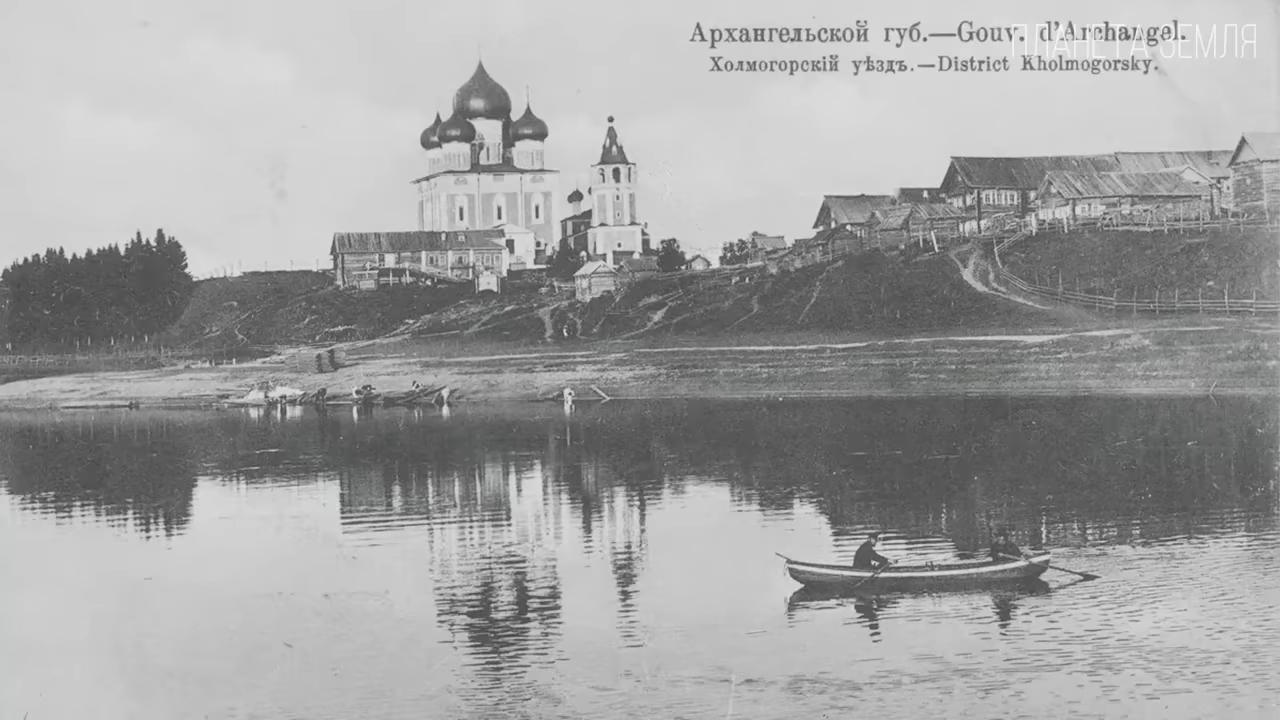 Архангельской губ.—Gouv. d'Archangel.
Холмогорскій уѣздъ.—District Kholmogorsky.
ПЛАНЕТА ЗЕМЛЯ